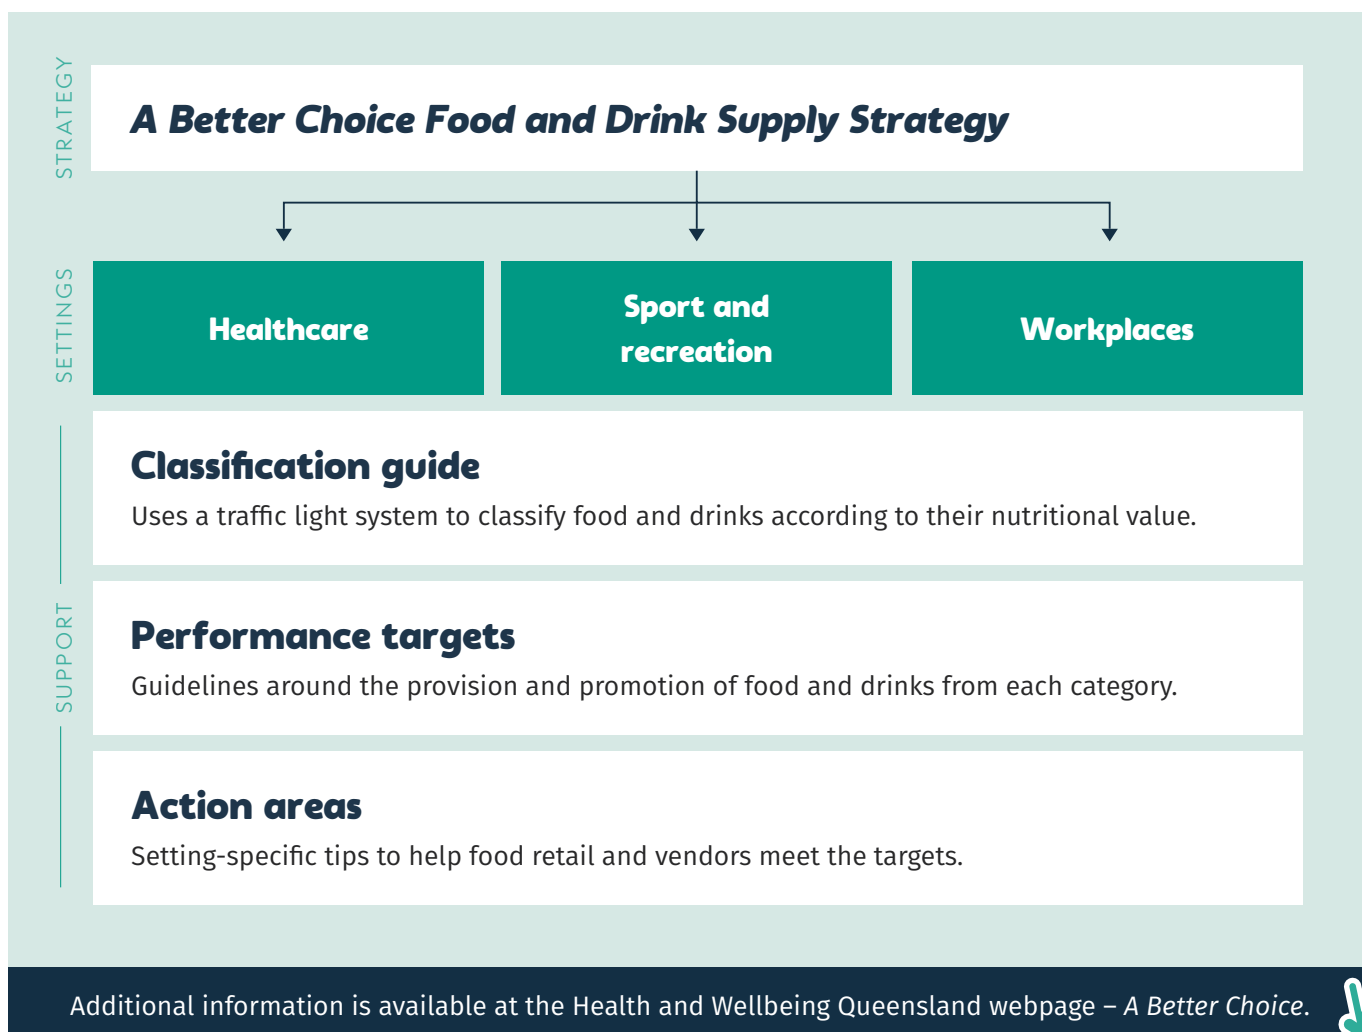 STRATEGY
A Better Choice Food and Drink Supply Strategy
SETTINGS
Healthcare
Sport and
recreation
Workplaces
SUPPORT
Classification guide
Uses a traffic light system to classify food and drinks according to their nutritional value.
Performance targets
Guidelines around the provision and promotion of food and drinks from each category.
Action areas
Setting-specific tips to help food retail and vendors meet the targets.
Additional information is available at the Health and Wellbeing Queensland webpage – A Better Choice.